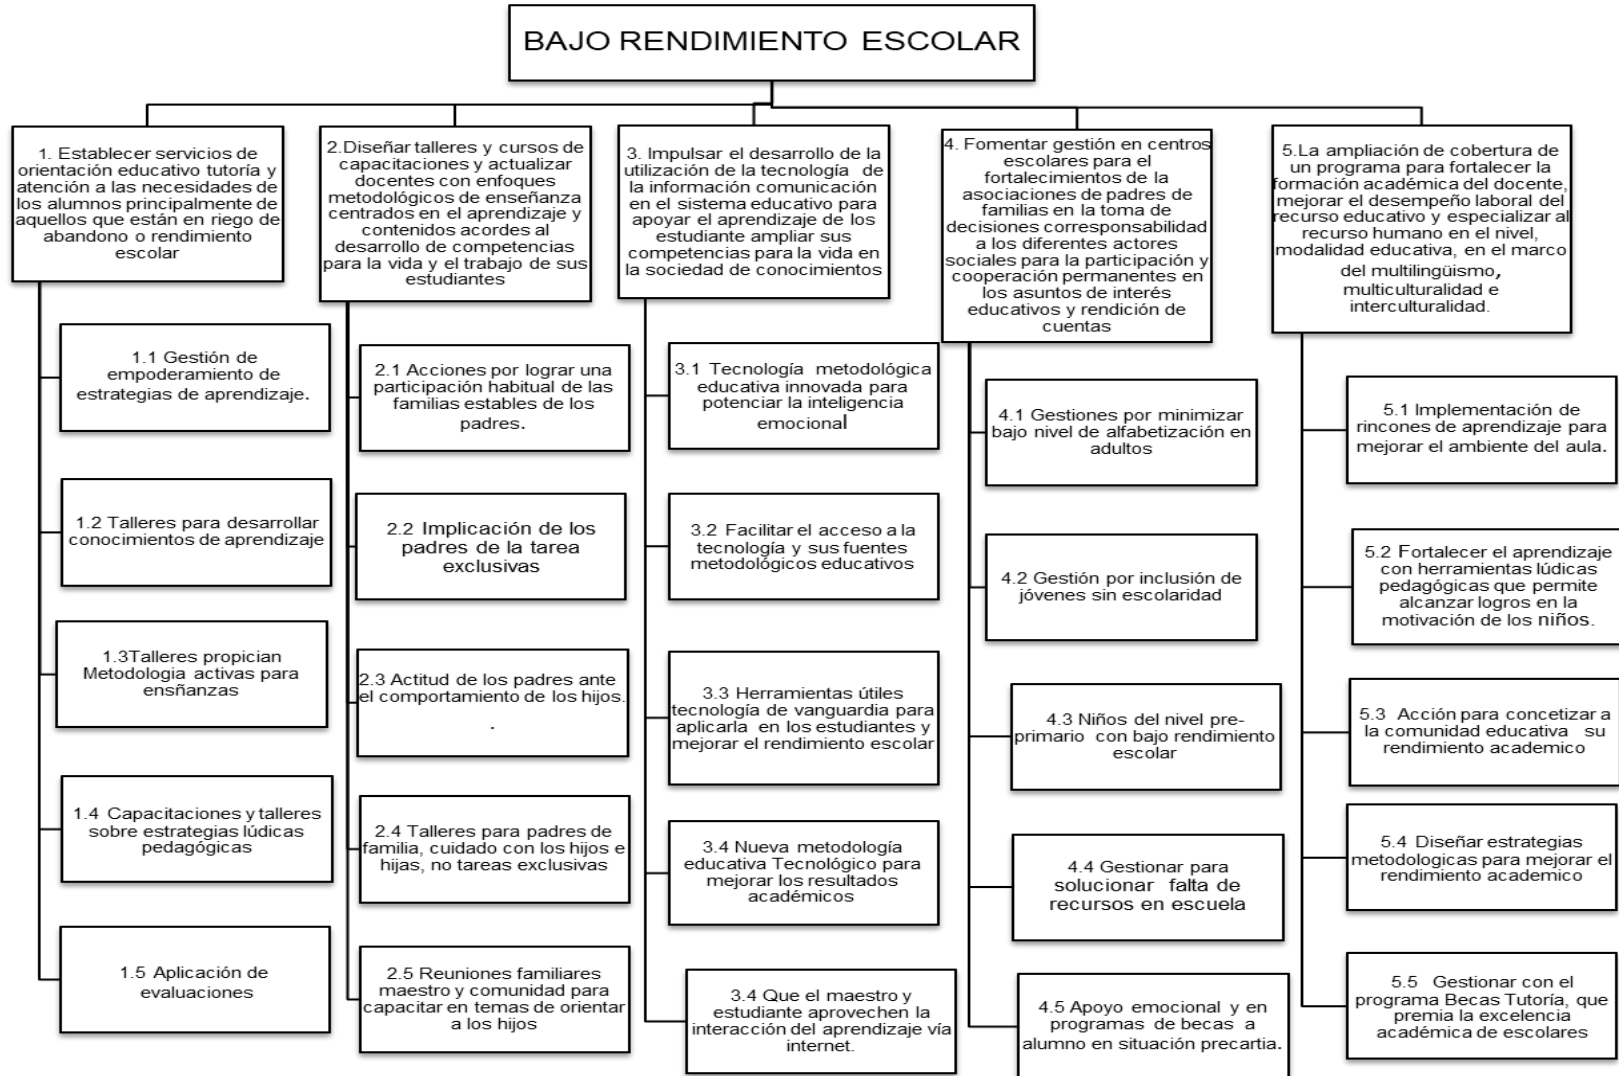 BAJO RENDIMIENTO ESCOLAR
1. Establecer servicios de
orientación educativo tutoría y
atención a las necesidades de
los alumnos principalmente de
aquellos que están en riego de
abandono o rendimiento
escolar
1.1 Gestión de
empoderamiento de
estrategias de aprendizaje.
1.2 Talleres para desarrollar
conocimientos de aprendizaje
1.3Talleres propician
Metodologia activas para
ensñanzas
1.4 Capacitaciones y talleres
sobre estrategias lúdicas
pedagógicas
1.5 Aplicación de
evaluaciones
2.Diseñar talleres y cursos de
capacitaciones y actualizar
docentes con enfoques
metodológicos de enseñanza
centrados en el aprendizaje y
contenidos acordes al
desarrollo de competencias
para la vida y el trabajo de sus
estudiantes
2.1 Acciones por lograr una
participación habitual de las
familias estables de los
padres.
2.2 Implicación de los
padres de la tarea
exclusivas
2.3 Actitud de los padres ante
el comportamiento de los hijos.
.
2.4 Talleres para padres de
familia, cuidado con los hijos e
hijas, no tareas exclusivas
2.5 Reuniones familiares
maestro y comunidad para
capacitar en temas de orientar
a los hijos
3. Impulsar el desarrollo de la
utilización de la tecnología de
la información comunicación
en el sistema educativo para
apoyar el aprendizaje de los
estudiante ampliar sus
competencias para la vida en
la sociedad de conocimientos
3.1 Tecnología metodológica
educativa innovada para
potenciar la inteligencia
emocional
3.2 Facilitar el acceso a la
tecnología y sus fuentes
metodológicos educativos
3.3 Herramientas útiles
tecnología de vanguardia para
aplicarla en los estudiantes y
mejorar el rendimiento escolar
3.4 Nueva metodología
educativa Tecnológico para
mejorar los resultados
académicos
3.4 Que el maestro y
estudiante aprovechen la
interacción del aprendizaje vía
internet.
4. Fomentar gestión en centros
escolares para el
fortalecimientos de la
asociaciones de padres de
familias en la toma de
decisiones corresponsabilidad
a los diferentes actores
sociales para la participación y
cooperación permanentes en
los asuntos de interés
educativos y rendición de
cuentas
4.1 Gestiones por minimizar
bajo nivel de alfabetización en
adultos
4.2 Gestión por inclusión de
jóvenes sin escolaridad
4.3 Niños del nivel pre-
primario con bajo rendimiento
escolar
4.4 Gestionar para
solucionar falta de
recursos en escuela
4.5 Apoyo emocional y en
programas de becas a
alumno en situación precartia.
5.La ampliación de cobertura de
un programa para fortalecer la
formación académica del docente,
mejorar el desempeño laboral del
recurso educativo y especializar al
recurso humano en el nivel,
modalidad educativa, en el marco
del multilingüismo,
multiculturalidad e
interculturalidad.
5.1 Implementación de
rincones de aprendizaje para
mejorar el ambiente del aula.
5.2 Fortalecer el aprendizaje
con herramientas lúdicas
pedagógicas que permite
alcanzar logros en la
motivación de los niños.
5.3 Acción para concetizar a
la comunidad educativa su
rendimiento academico
5.4 Diseñar estrategias
metodologicas para mejorar el
rendimiento academico
5.5 Gestionar con el
programa Becas Tutoría, que
premia la excelencia
académica de escolares